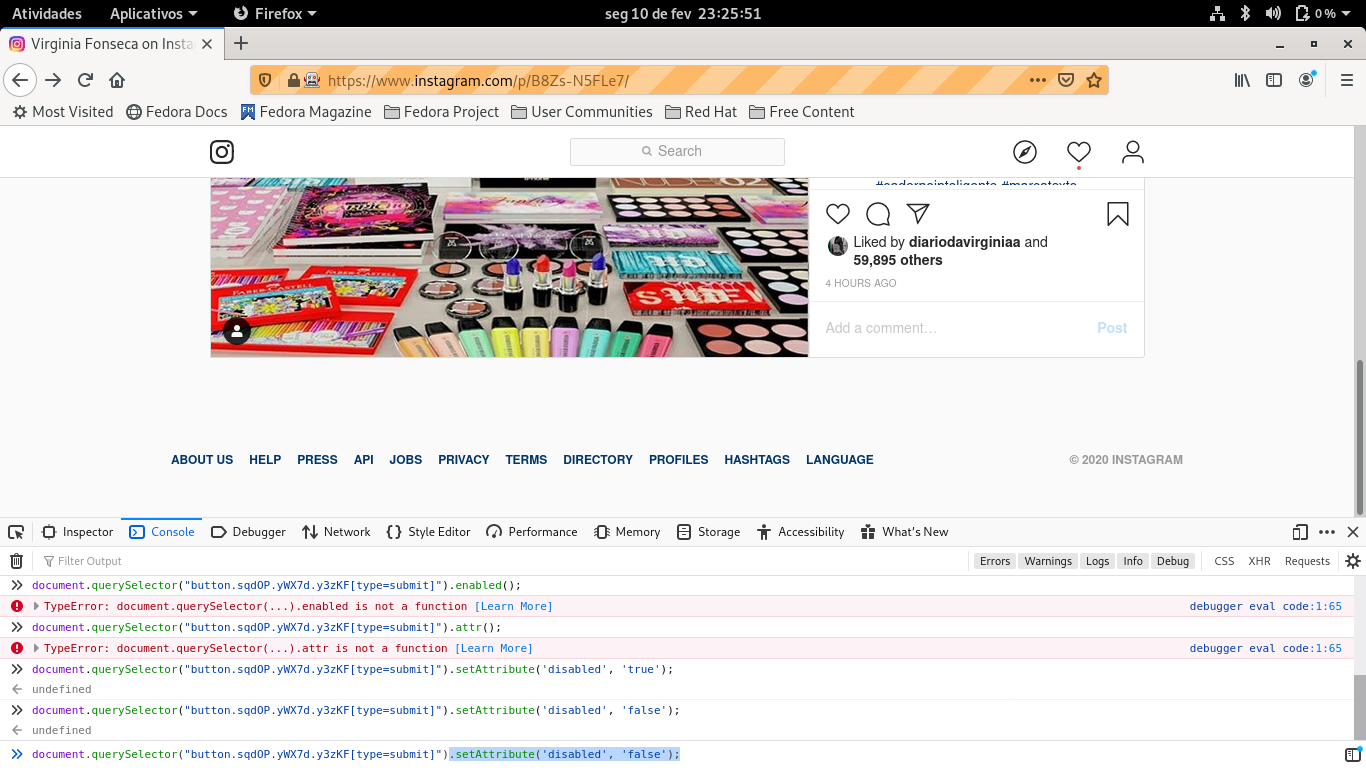 Atividades Aplicativos Firefox seg 10 de fev 23:25:51 0 %
Virginia Fonseca on Insta
https://www.instagram.com/p/B8Zs-N5FLe7/
Most Visited Fedora Docs Fedora Magazine Fedora Project User Communities Red Hat Free Content
Search
#cadernointeligente #marcatexto
Liked by diariodavirginiaa and
59,895 others
4 HOURS AGO
Add a comment… Post
FABER-CASTELL
ABOUT US HELP PRESS API JOBS PRIVACY TERMS DIRECTORY PROFILES HASHTAGS LANGUAGE © 2020 INSTAGRAM
Inspector Console Debugger Network Style Editor Performance Memory Storage Accessibility What's New
Filter Output Errors Warnings Logs Info Debug CSS XHR Requests
document.querySelector("button.sqdOP.yWX7d.y3zKF[type=submit]").enabled();
TypeError: document.querySelector(...).enabled is not a function [Learn More] debugger eval code:1:65
document.querySelector("button.sqdOP.yWX7d.y3zKF[type=submit]").attr();
TypeError: document.querySelector(...).attr is not a function [Learn More] debugger eval code:1:65
document.querySelector("button.sqdOP.yWX7d.y3zKF[type=submit]").setAttribute('disabled', 'true');
undefined
document.querySelector("button.sqdOP.yWX7d.y3zKF[type=submit]").setAttribute('disabled', 'false');
undefined
document.querySelector("button.sqdOP.yWX7d.y3zKF[type=submit]").setAttribute('disabled', 'false');